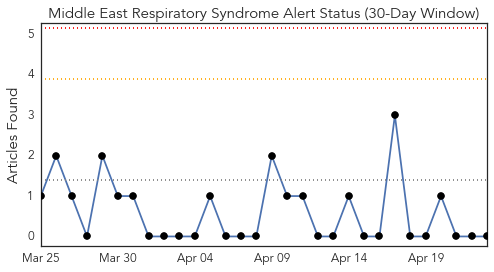 Middle East Respiratory Syndrome Alert Status (30-Day Window)
Articles Found
5
4
3
2
1
0
Mar 25 Mar 30 Apr 04 Apr 09 Apr 14 Apr 19